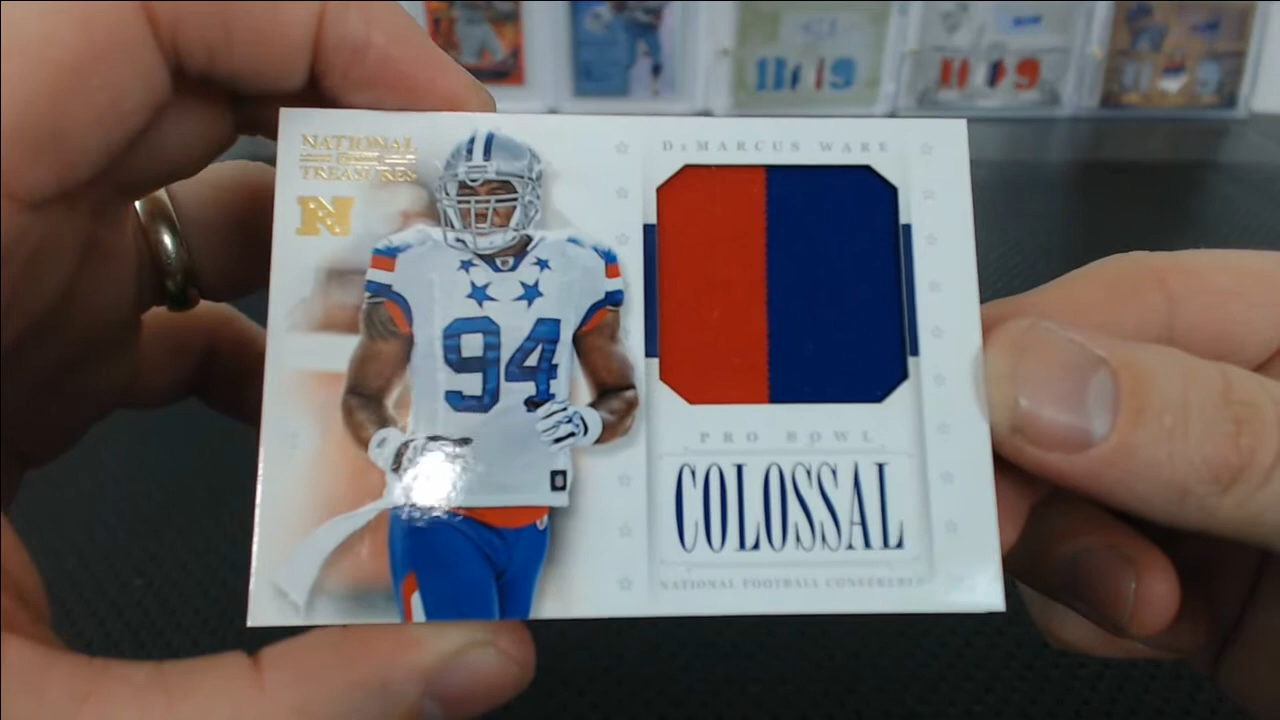 NATIONAL
TREASURES
N
DeMARCUS WARE
94
PRO BOWL
COLOSSAL
NATIONAL FOOTBALL CONFERENCE